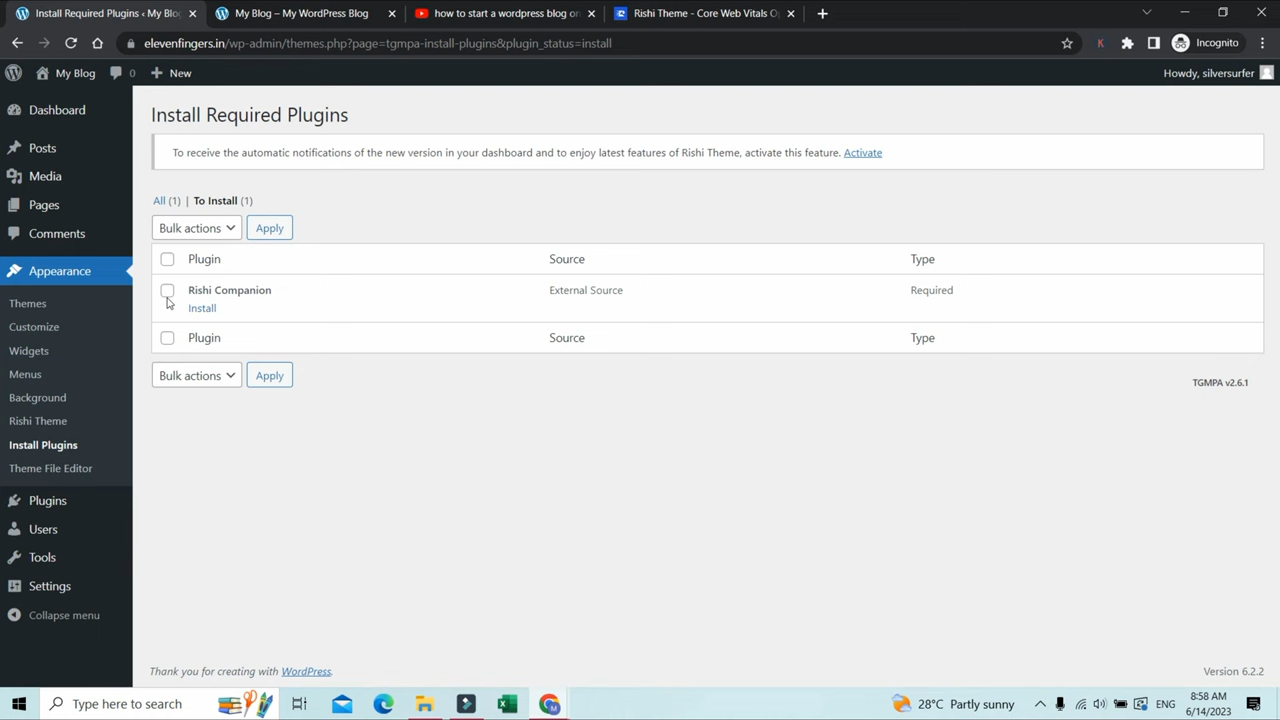 Install Required Plugins ‹ My Blog
My Blog – My WordPress Blog
how to start a wordpress blog on
Rishi Theme - Core Web Vitals O
elevenfingers.in/wp-admin/themes.php?page=tgmpa-install-plugins&plugin_status=install
K
Incognito
My Blog
0
New
Howdy, silversurfer
Dashboard
Posts
Media
Pages
Comments
Appearance
Themes
Customize
Widgets
Menus
Background
Rishi Theme
Install Plugins
Theme File Editor
Plugins
Users
Tools
Settings
Collapse menu
Install Required Plugins
To receive the automatic notifications of the new version in your dashboard and to enjoy latest features of Rishi Theme, activate this feature. Activate
All (1) | To Install (1)
Bulk actions Apply
Plugin Source Type
Rishi Companion External Source Required
Install
Plugin Source Type
Bulk actions Apply
TGMPA v2.6.1
Thank you for creating with WordPress.
Version 6.2.2
Type here to search
28°C Partly sunny
ENG
8:58 AM
6/14/2023